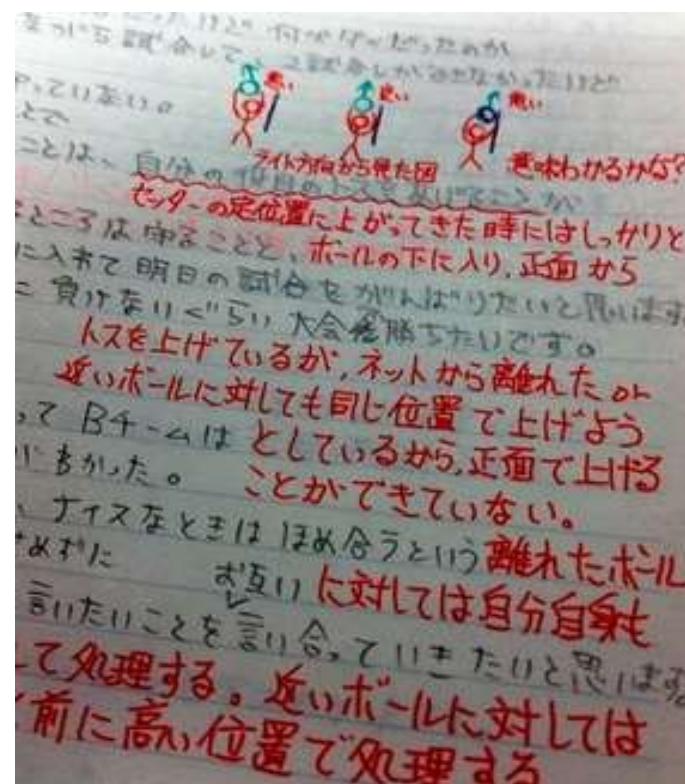 何がダメだったのか
試合して、2試合しか出きなかったけど
悪い 良い 悪い
っていない。
ライト方向から見た図 意味わかるかな?
ことは、自分の
セッターの定位置に上がってきた時にはしっかりと
ところは守ることと、ボールの下に入り、正面から
に入れて明日の試合をがんばりたいと思います。
に負けないぐらい大会勝ちたいです。
トスを上げているが、ネットから離れた or
近いボールに対しても同じ位置で上げよう
って Bチームは としているから、正面で上げる
多かった。 ことができていない。
、ナイスなときはほめ合うという 離れたボール
めずに お互い に対しては自分自身も
言いたいことを言い合っていきたいと思います。
して処理する。近いボールに対しては
前に高い位置で処理する